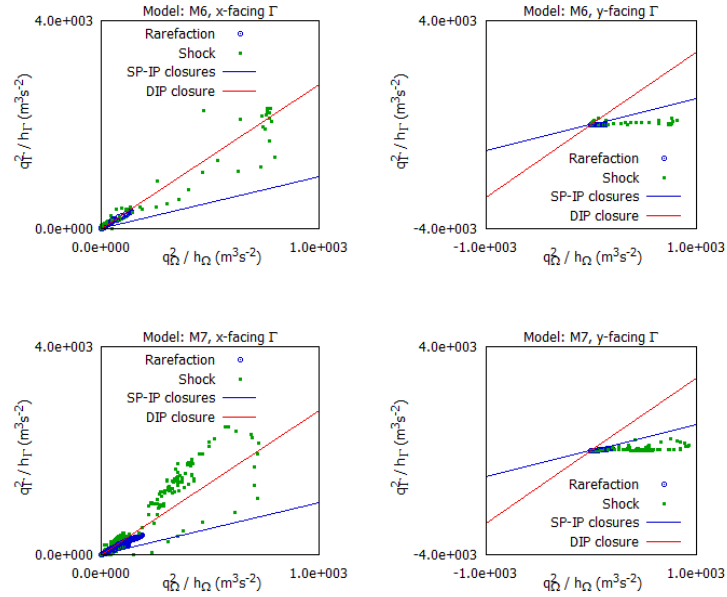 Model: M6, x-facing Γ
4.0e+003
Rarefaction
Shock
SP-IP closures
DIP closure
q²Γ / hΓ (m³s⁻²)
0.0e+000
0.0e+000
1.0e+003
q²Ω / hΩ (m³s⁻²)
Model: M6, y-facing Γ
4.0e+003
q²Γ / hΓ (m³s⁻²)
Rarefaction
Shock
SP-IP closures
DIP closure
-4.0e+003
-1.0e+003
1.0e+003
q²Ω / hΩ (m³s⁻²)
Model: M7, x-facing Γ
4.0e+003
Rarefaction
Shock
SP-IP closures
DIP closure
q²Γ / hΓ (m³s⁻²)
0.0e+000
0.0e+000
1.0e+003
q²Ω / hΩ (m³s⁻²)
Model: M7, y-facing Γ
4.0e+003
q²Γ / hΓ (m³s⁻²)
Rarefaction
Shock
SP-IP closures
DIP closure
-4.0e+003
-1.0e+003
1.0e+003
q²Ω / hΩ (m³s⁻²)